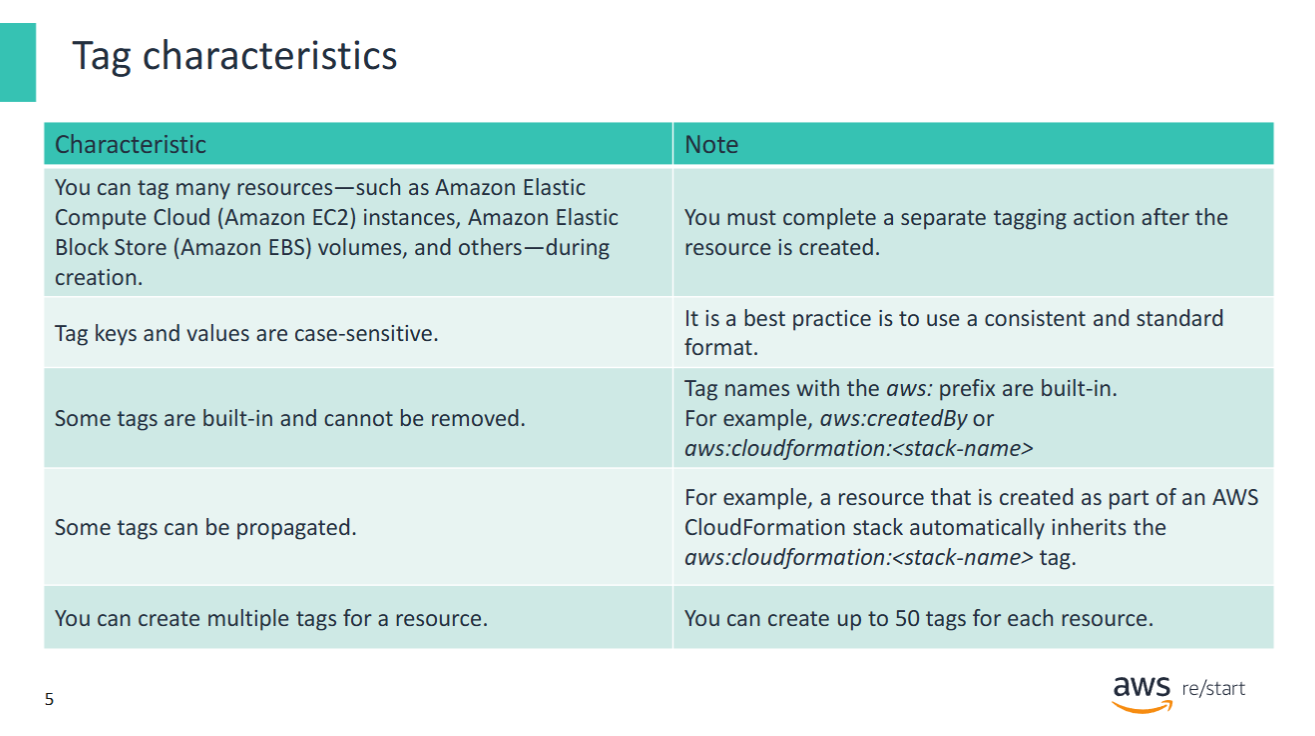 Tag characteristics
Characteristic
Note
You can tag many resources—such as Amazon Elastic
Compute Cloud (Amazon EC2) instances, Amazon Elastic
Block Store (Amazon EBS) volumes, and others—during
creation.
You must complete a separate tagging action after the
resource is created.
Tag keys and values are case-sensitive.
It is a best practice is to use a consistent and standard
format.
Some tags are built-in and cannot be removed.
Tag names with the aws: prefix are built-in.
For example, aws:createdBy or
aws:cloudformation:<stack-name>
Some tags can be propagated.
For example, a resource that is created as part of an AWS
CloudFormation stack automatically inherits the
aws:cloudformation:<stack-name> tag.
You can create multiple tags for a resource.
You can create up to 50 tags for each resource.
5
aws re/start